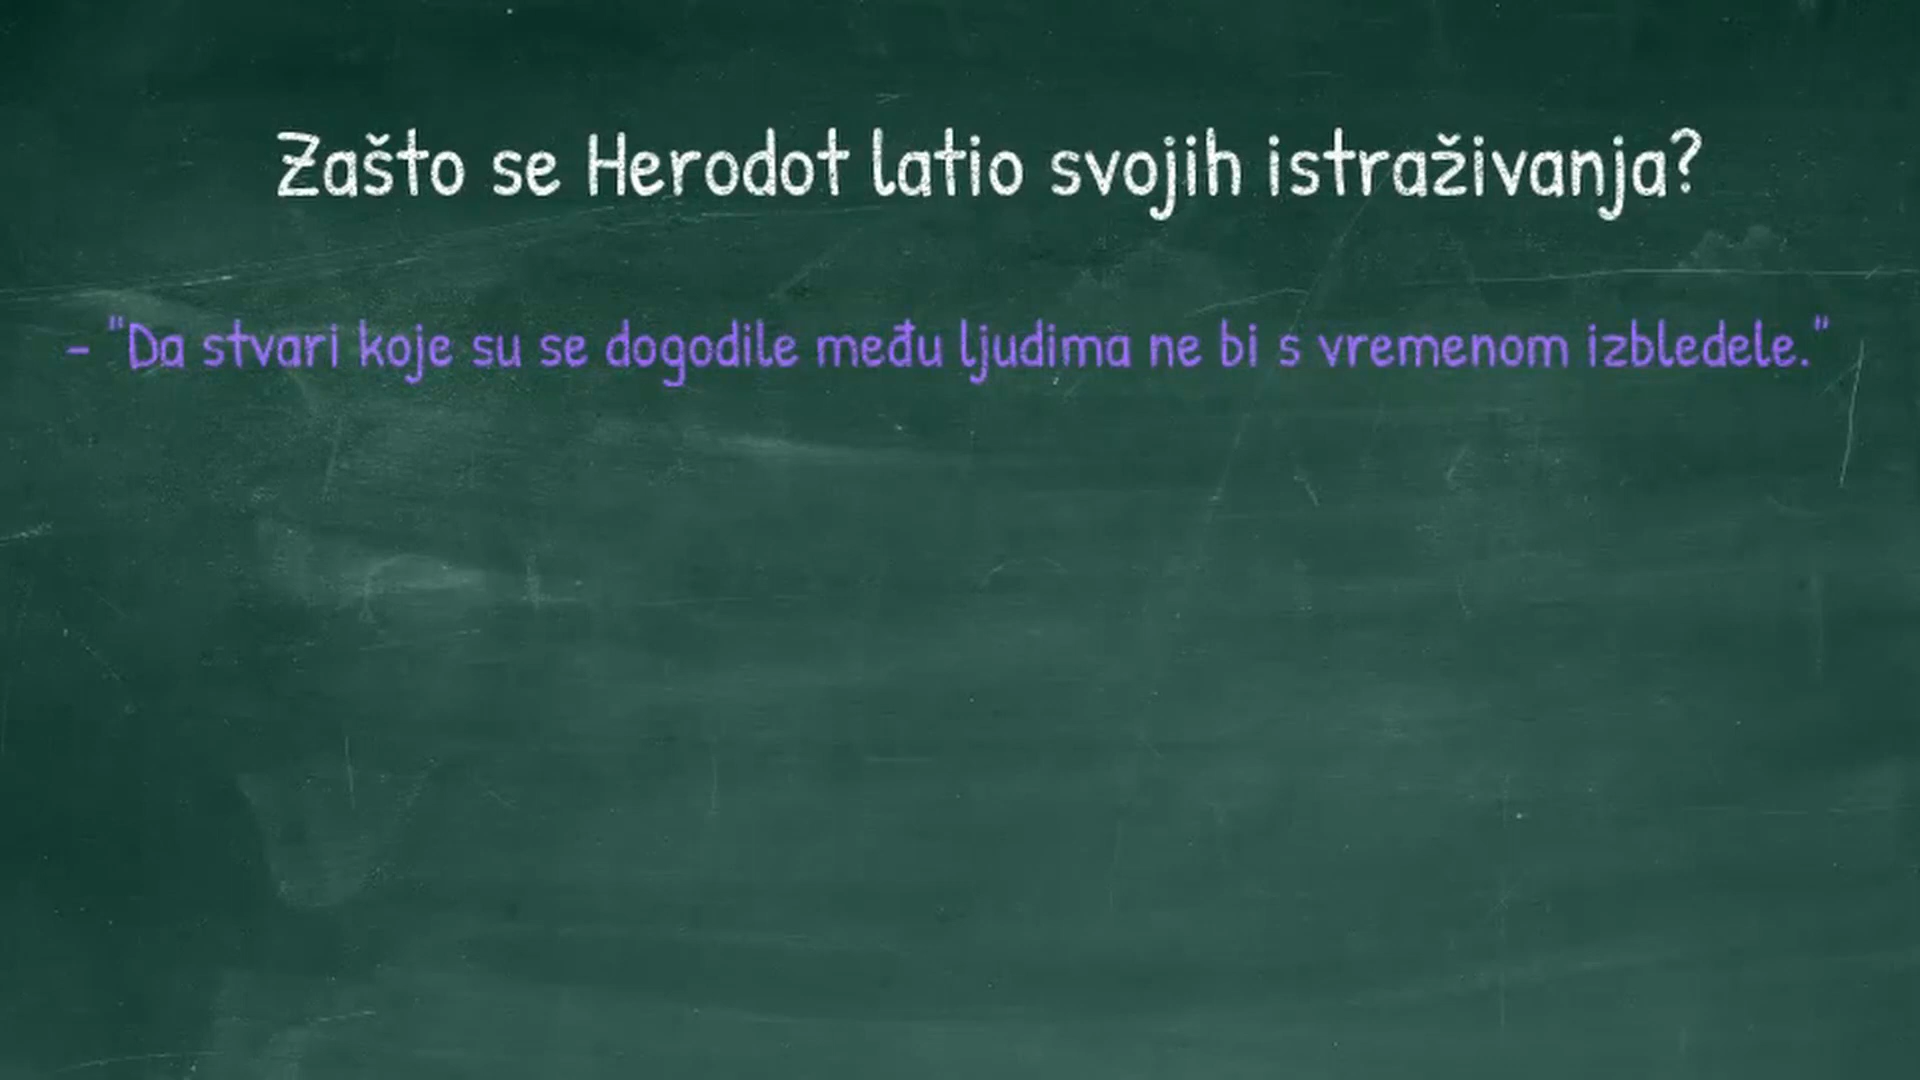 Zašto se Herodot latio svojih istraživanja?
- "Da stvari koje su se dogodile među ljudima ne bi s vremenom izbledele."